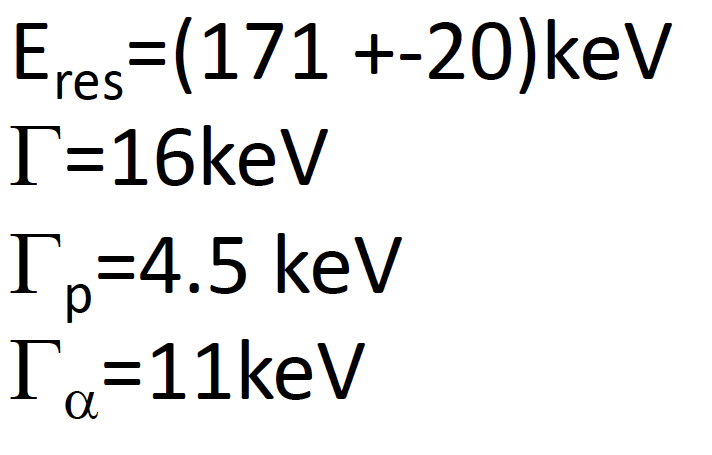 Eres=(171 +-20)keV
Γ=16keV
Γp=4.5 keV
Γα=11keV